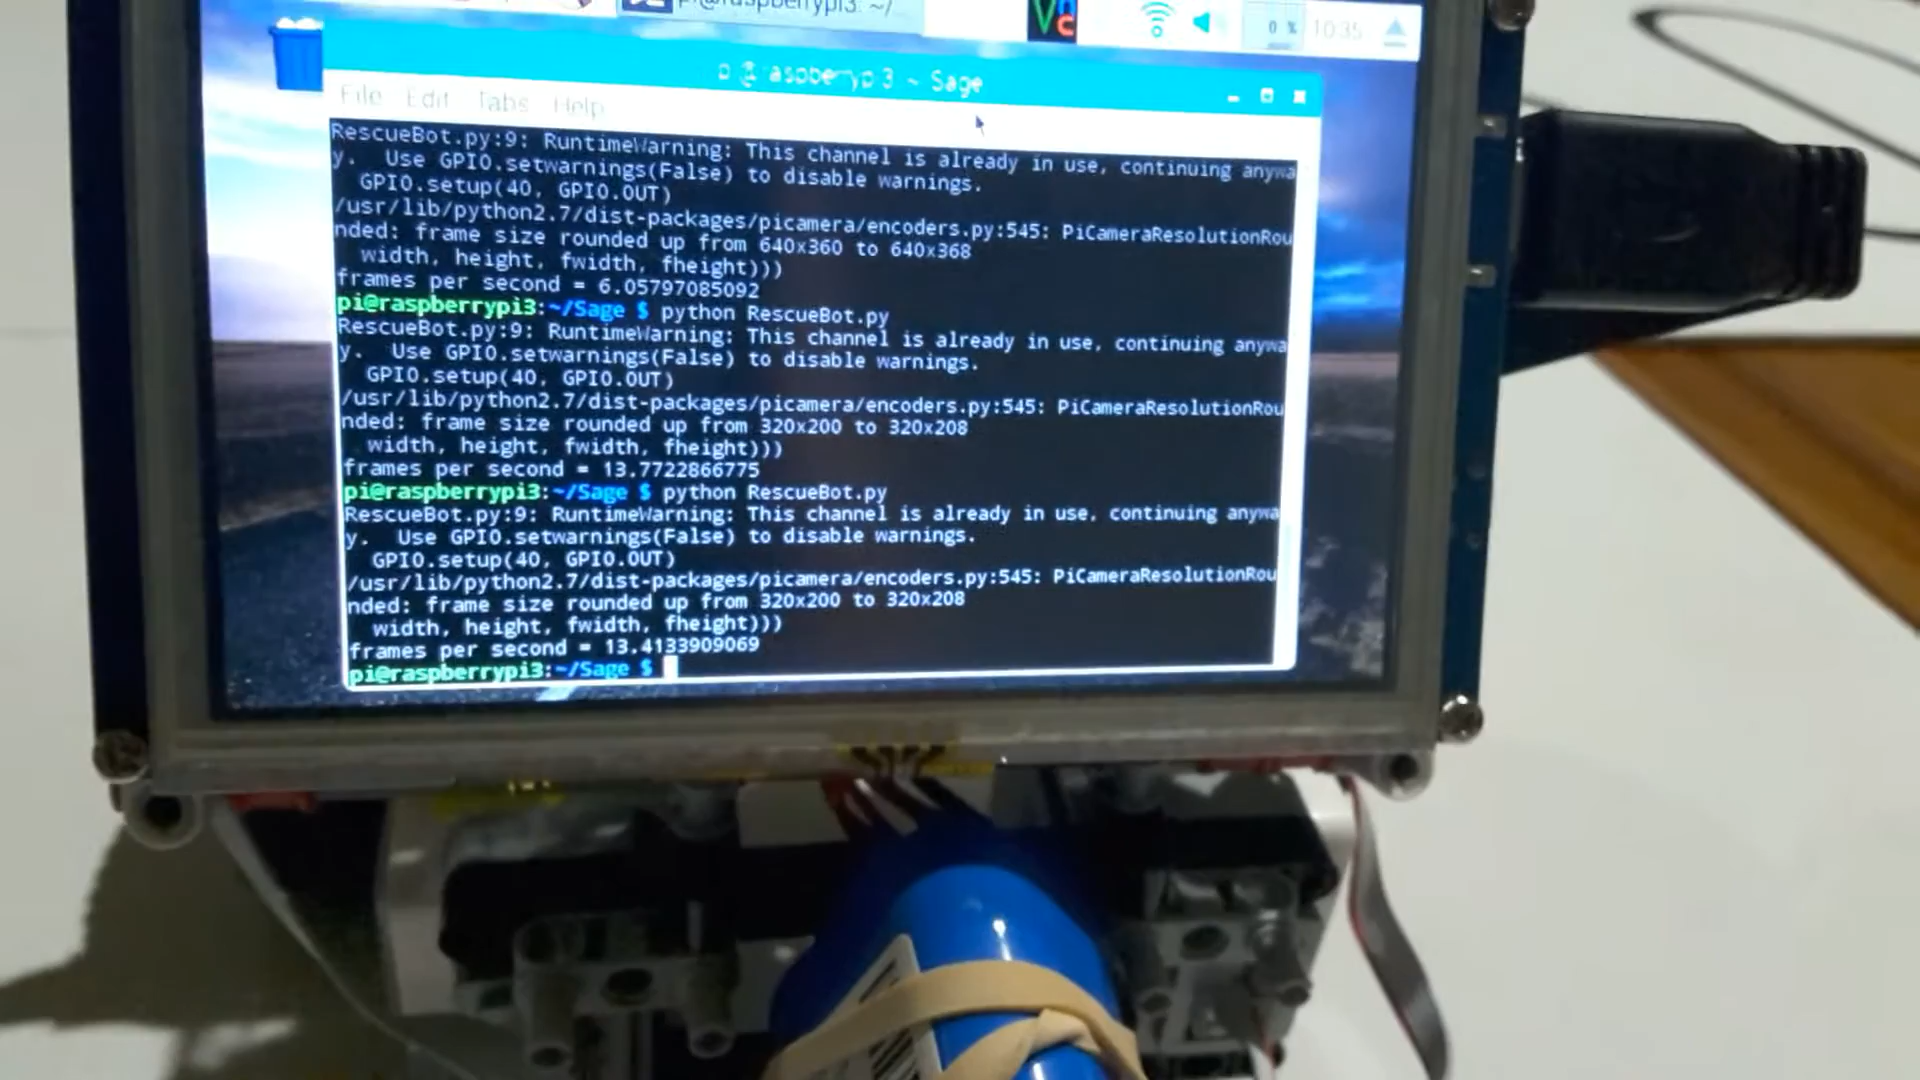 pi@raspberrypi3: ~/
0 %
10:35
pi@raspberrypi3 ~ Sage
File Edit Tabs Help
RescueBot.py:9: RuntimeWarning: This channel is already in use, continuing anywa
y.  Use GPIO.setwarnings(False) to disable warnings.
GPIO.setup(40, GPIO.OUT)
/usr/lib/python2.7/dist-packages/picamera/encoders.py:545: PiCameraResolutionRou
nded: frame size rounded up from 640x360 to 640x368
width, height, fwidth, fheight)))
frames per second = 6.05797085092
pi@raspberrypi3:~/Sage $ python RescueBot.py
RescueBot.py:9: RuntimeWarning: This channel is already in use, continuing anywa
y.  Use GPIO.setwarnings(False) to disable warnings.
GPIO.setup(40, GPIO.OUT)
/usr/lib/python2.7/dist-packages/picamera/encoders.py:545: PiCameraResolutionRou
nded: frame size rounded up from 320x200 to 320x208
width, height, fwidth, fheight)))
frames per second = 13.7722866775
pi@raspberrypi3:~/Sage $ python RescueBot.py
RescueBot.py:9: RuntimeWarning: This channel is already in use, continuing anywa
y.  Use GPIO.setwarnings(False) to disable warnings.
GPIO.setup(40, GPIO.OUT)
/usr/lib/python2.7/dist-packages/picamera/encoders.py:545: PiCameraResolutionRou
nded: frame size rounded up from 320x200 to 320x208
width, height, fwidth, fheight)))
frames per second = 13.4133909069
pi@raspberrypi3:~/Sage $